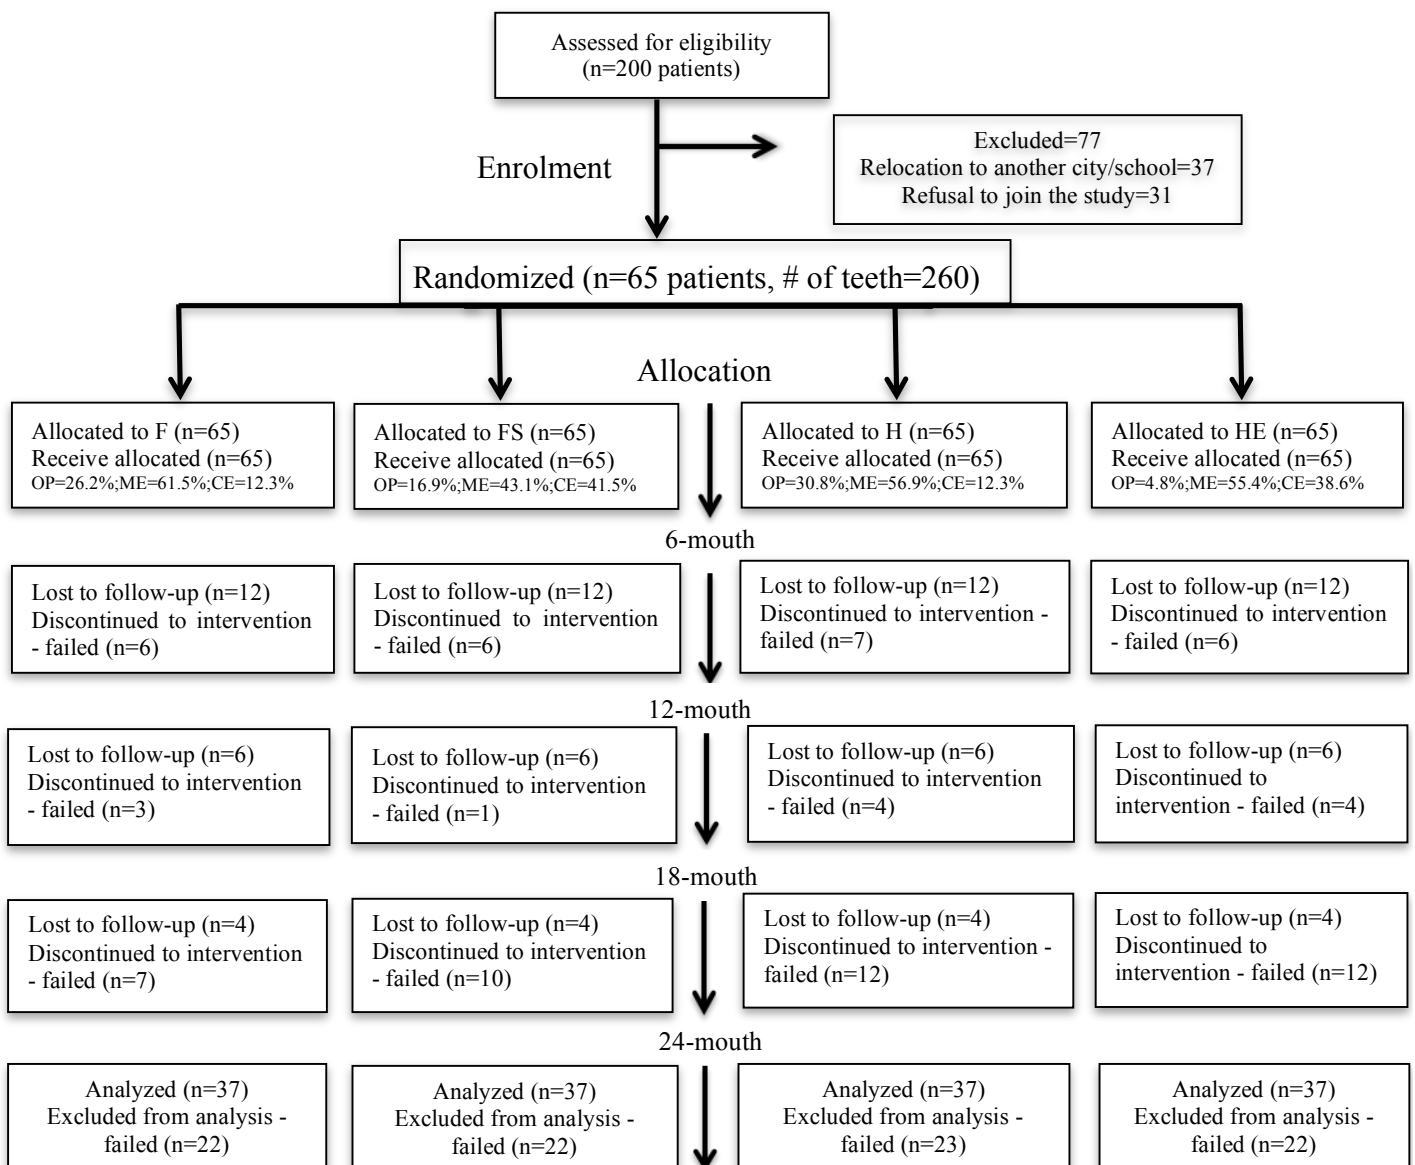 Assessed for eligibility
(n=200 patients)
Enrolment
Excluded=77
Relocation to another city/school=37
Refusal to join the study=31
Randomized (n=65 patients, # of teeth=260)
Allocation
Allocated to F (n=65)
Receive allocated (n=65)
OP=26.2%;ME=61.5%;CE=12.3%
Allocated to FS (n=65)
Receive allocated (n=65)
OP=16.9%;ME=43.1%;CE=41.5%
Allocated to H (n=65)
Receive allocated (n=65)
OP=30.8%;ME=56.9%;CE=12.3%
Allocated to HE (n=65)
Receive allocated (n=65)
OP=4.8%;ME=55.4%;CE=38.6%
6-mouth
Lost to follow-up (n=12)
Discontinued to intervention
- failed (n=6)
Lost to follow-up (n=12)
Discontinued to intervention
- failed (n=6)
Lost to follow-up (n=12)
Discontinued to intervention -
failed (n=7)
Lost to follow-up (n=12)
Discontinued to intervention
- failed (n=6)
12-mouth
Lost to follow-up (n=6)
Discontinued to intervention
- failed (n=3)
Lost to follow-up (n=6)
Discontinued to intervention
- failed (n=1)
Lost to follow-up (n=6)
Discontinued to intervention
- failed (n=4)
Lost to follow-up (n=6)
Discontinued to
intervention - failed (n=4)
18-mouth
Lost to follow-up (n=4)
Discontinued to intervention
- failed (n=7)
Lost to follow-up (n=4)
Discontinued to intervention
- failed (n=10)
Lost to follow-up (n=4)
Discontinued to intervention -
failed (n=12)
Lost to follow-up (n=4)
Discontinued to
intervention - failed (n=12)
24-mouth
Analyzed (n=37)
Excluded from analysis -
failed (n=22)
Analyzed (n=37)
Excluded from analysis -
failed (n=22)
Analyzed (n=37)
Excluded from analysis -
failed (n=23)
Analyzed (n=37)
Excluded from analysis -
failed (n=22)